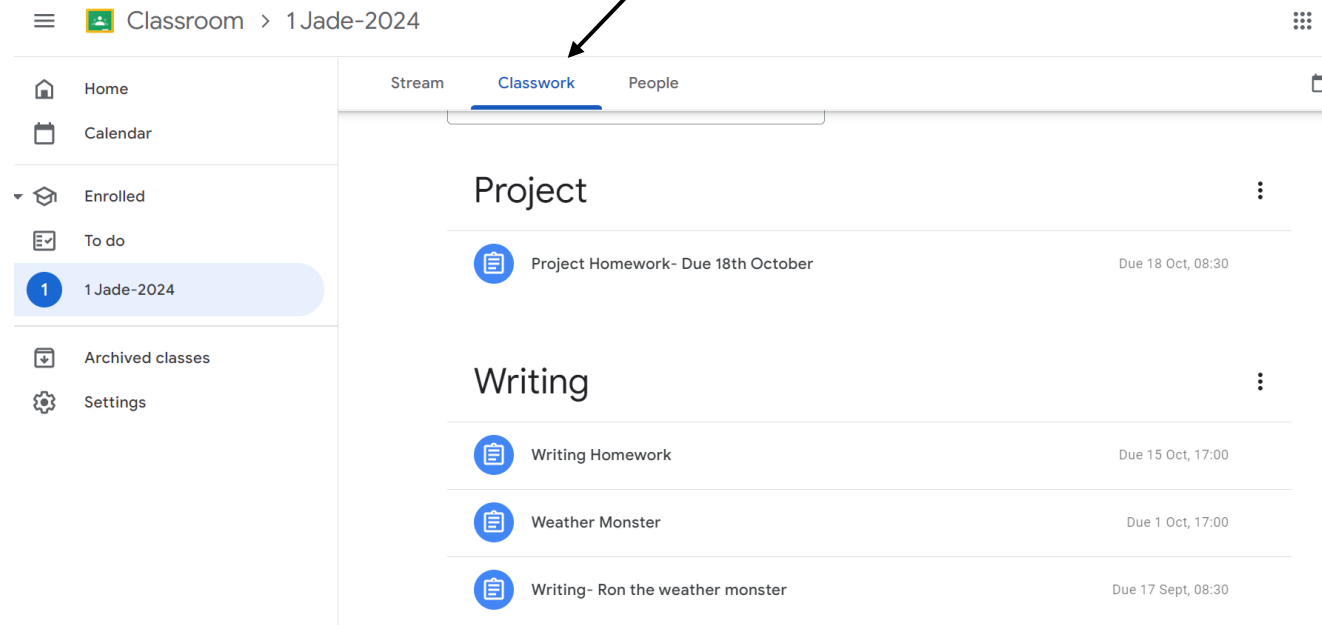 Classroom > 1 Jade-2024
Stream Classwork People
Home
Calendar
Enrolled
To do
1 1 Jade-2024
Archived classes
Settings
Project
Project Homework- Due 18th October Due 18 Oct, 08:30
Writing
Writing Homework Due 15 Oct, 17:00
Weather Monster Due 1 Oct, 17:00
Writing- Ron the weather monster Due 17 Sept, 08:30